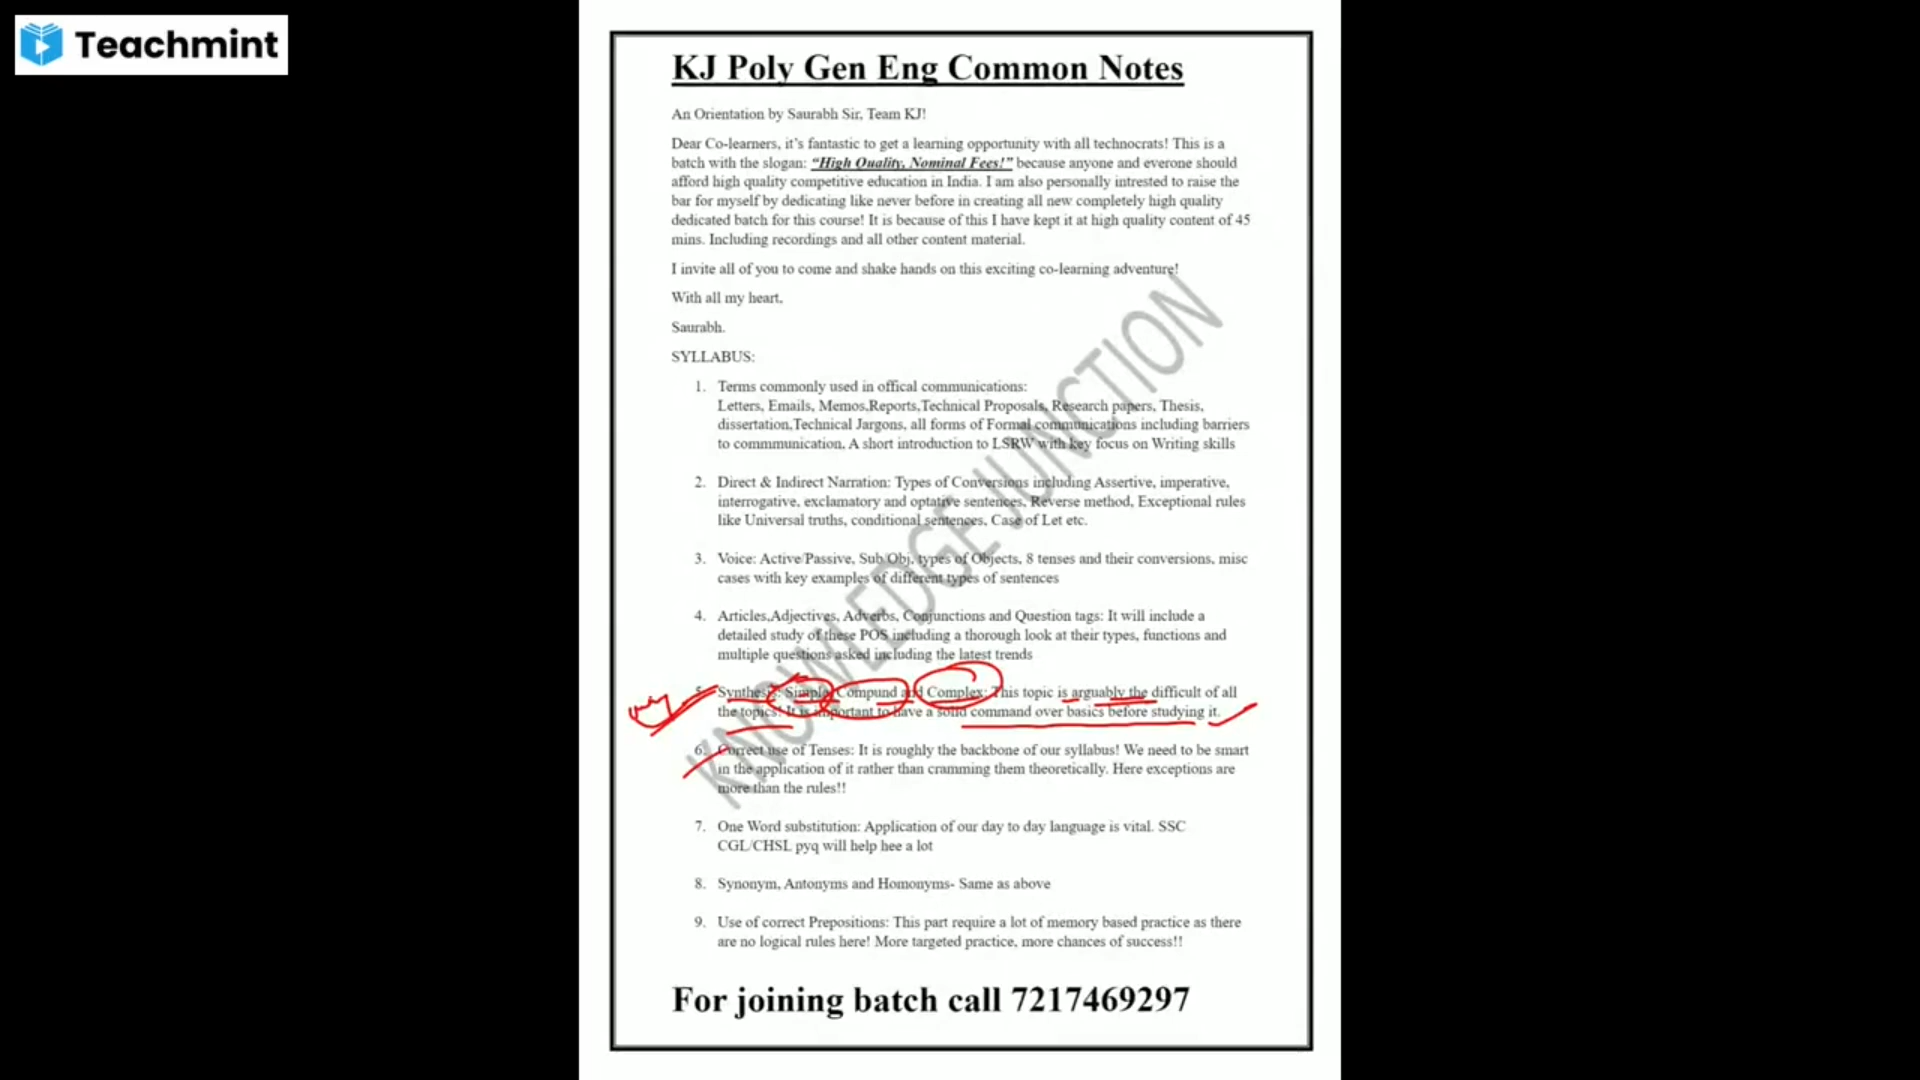 Teachmint
KJ Poly Gen Eng Common Notes
An Orientation by Saurabh Sir, Team KJ!
Dear Co-learners, it's fantastic to get a learning opportunity with all technocrats! This is a
batch with the slogan: “High Quality, Nominal Fees!” because anyone and everone should
afford high quality competitive education in India. I am also personally intrested to raise the
bar for myself by dedicating like never before in creating all new completely high quality
dedicated batch for this course! It is because of this I have kept it at high quality content of 45
mins. Including recordings and all other content material.
I invite all of you to come and shake hands on this exciting co-learning adventure!
With all my heart,
Saurabh.
SYLLABUS:
1. Terms commonly used in offical communications:
Letters, Emails, Memos,Reports,Technical Proposals, Research papers, Thesis,
dissertation,Technical Jargons, all forms of Formal communications including barriers
to commmunication, A short introduction to LSRW with key focus on Writing skills
2. Direct & Indirect Narration: Types of Conversions including Assertive, imperative,
interrogative, exclamatory and optative sentences, Reverse method, Exceptional rules
like Universal truths, conditional sentences, Case of Let etc.
3. Voice: Active/Passive, Sub/Obj, types of Objects, 8 tenses and their conversions, misc
cases with key examples of different types of sentences
4. Articles,Adjectives, Adverbs, Conjunctions and Question tags: It will include a
detailed study of these POS including a thorough look at their types, functions and
multiple questions asked including the latest trends
5. Synthesis: Simple, Compund and Complex: This topic is arguably the difficult of all
the topics! It is important to have a solid command over basics before studying it.
6. Correct use of Tenses: It is roughly the backbone of our syllabus! We need to be smart
in the application of it rather than cramming them theoretically. Here exceptions are
more than the rules!!
7. One Word substitution: Application of our day to day language is vital. SSC
CGL/CHSL pyq will help hee a lot
8. Synonym, Antonyms and Homonyms- Same as above
9. Use of correct Prepositions: This part require a lot of memory based practice as there
are no logical rules here! More targeted practice, more chances of success!!
For joining batch call 7217469297
KNOWLEDGE JUNCTION